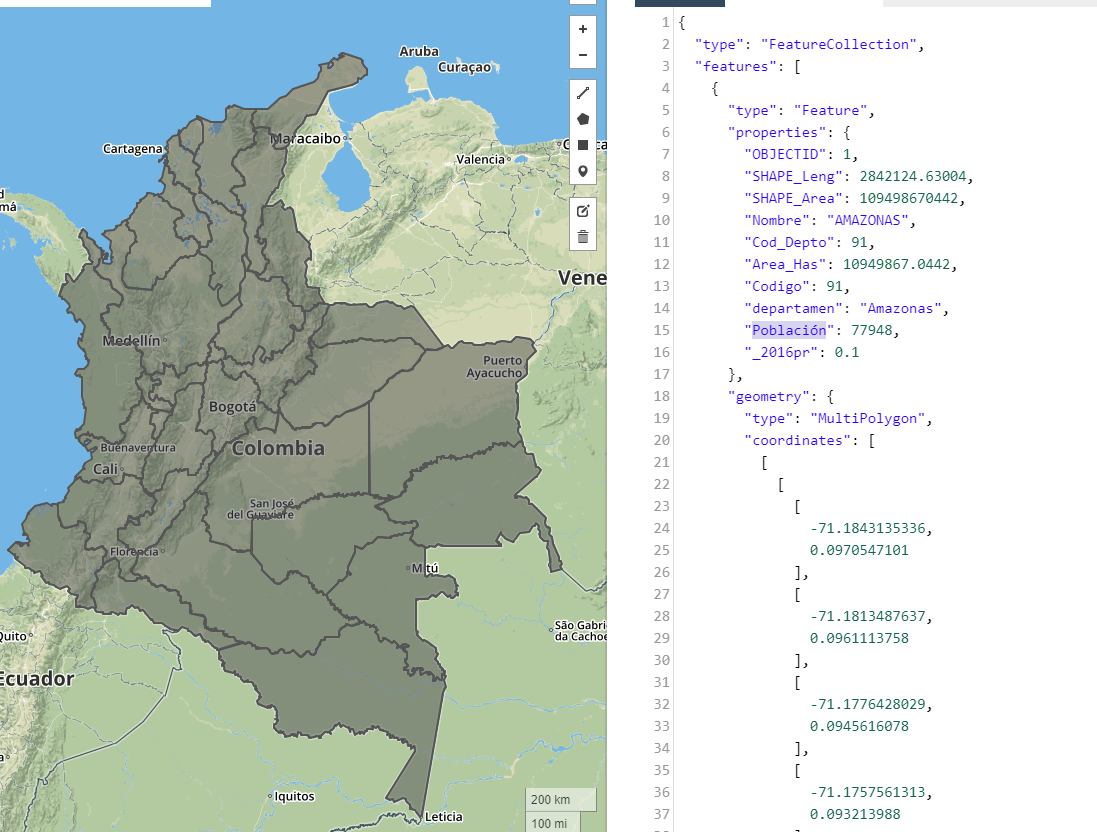 Aruba
Curaçao
Maracaibo
Cartagena
Valencia
Medellín
Puerto
Ayacucho
Bogotá
Buenaventura
Colombia
Cali
San José
del Guaviare
Florencia
Mitú
São Gabri
da Cachoe
Quito
Ecuador
Iquitos
Leticia
Vene
+
−
200 km
100 mi
1 {
2 "type": "FeatureCollection",
3 "features": [
4 {
5 "type": "Feature",
6 "properties": {
7 "OBJECTID": 1,
8 "SHAPE_Leng": 2842124.63004,
9 "SHAPE_Area": 109498670442,
10 "Nombre": "AMAZONAS",
11 "Cod_Depto": 91,
12 "Area_Has": 10949867.0442,
13 "Codigo": 91,
14 "departamen": "Amazonas",
15 "Población": 77948,
16 "_2016pr": 0.1
17 },
18 "geometry": {
19 "type": "MultiPolygon",
20 "coordinates": [
21 [
22 [
23 [
24 -71.1843135336,
25 0.0970547101
26 ],
27 [
28 -71.1813487637,
29 0.0961113758
30 ],
31 [
32 -71.1776428029,
33 0.0945616078
34 ],
35 [
36 -71.1757561313,
37 0.093213988